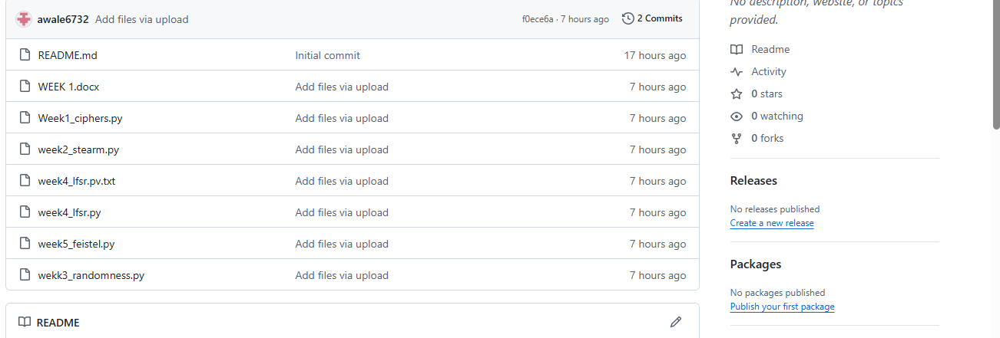 No description, website, or topics
provided.
awale6732 Add files via upload f0ece6a · 7 hours ago 2 Commits
README.md Initial commit 17 hours ago
WEEK 1.docx Add files via upload 7 hours ago
Week1_ciphers.py Add files via upload 7 hours ago
week2_stearm.py Add files via upload 7 hours ago
week4_lfsr.pv.txt Add files via upload 7 hours ago
week4_lfsr.py Add files via upload 7 hours ago
week5_feistel.py Add files via upload 7 hours ago
wekk3_randomness.py Add files via upload 7 hours ago
README
Readme
Activity
0 stars
0 watching
0 forks
Releases
No releases published
Create a new release
Packages
No packages published
Publish your first package